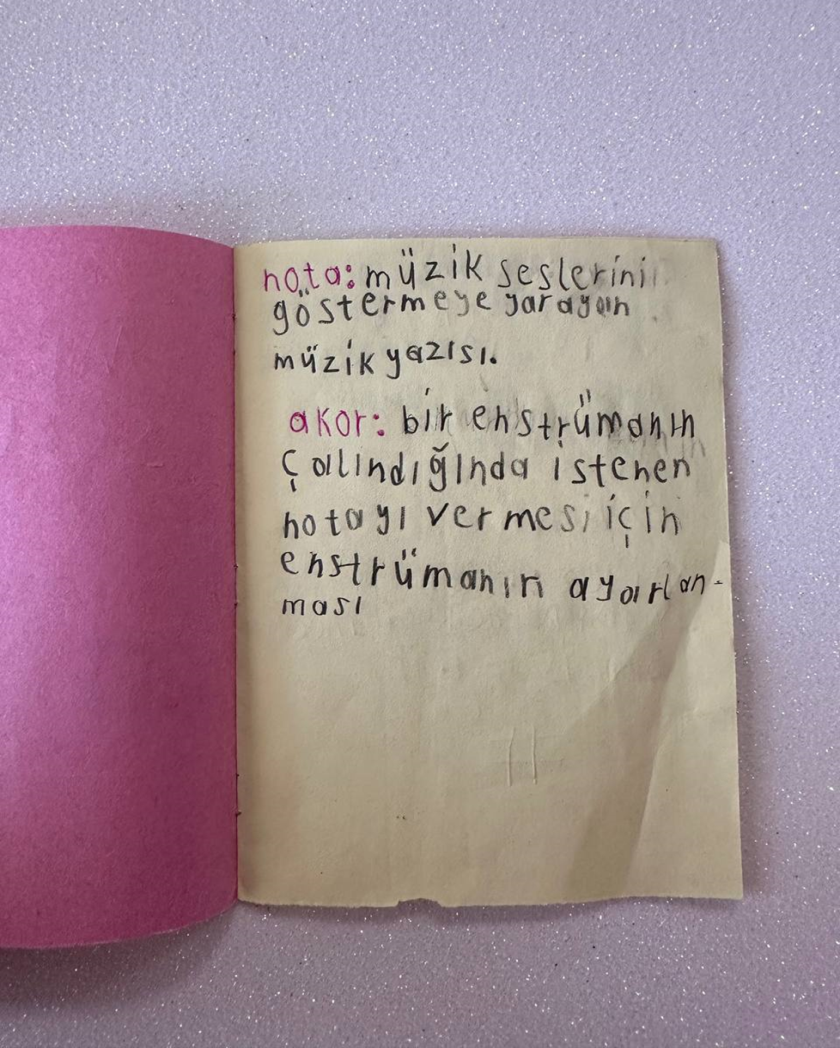 nota: müzik seslerini
göstermeye yarayan
müzik yazısı.
akor: bir enstrümanın
çalındığında istenen
notayı vermesi için
enstrümanın ayarlan-
ması